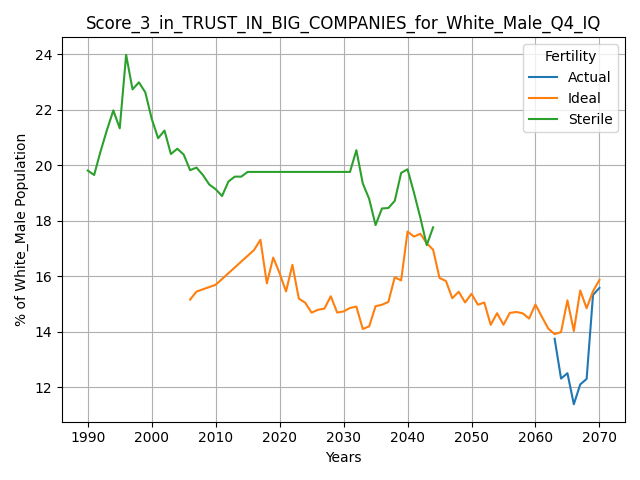 Score_3_in_TRUST_IN_BIG_COMPANIES_for_White_Male_Q4_IQ
Fertility
Actual
Ideal
Sterile
% of White_Male Population
24
22
20
18
16
14
12
1990 2000 2010 2020 2030 2040 2050 2060 2070
Years